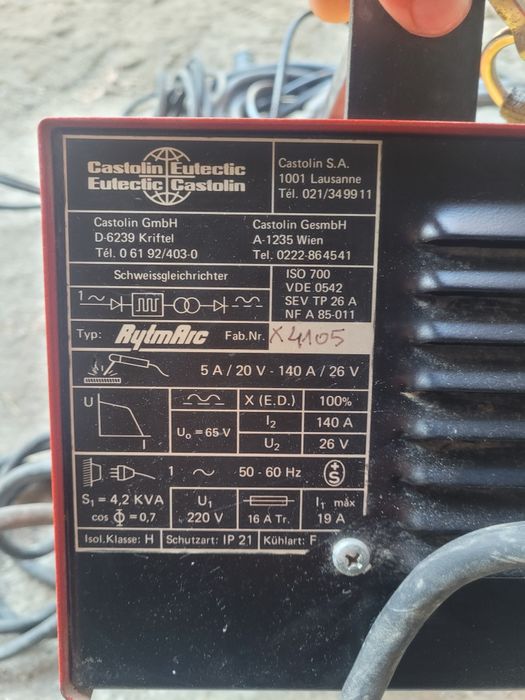 Castolin Eutectic
Eutectic Castolin
Castolin S.A.
1001 Lausanne
Tél. 021/349911
Castolin GmbH
D-6239 Kriftel
Tél. 0 61 92/403-0
Castolin GesmbH
A-1235 Wien
Tel. 0222-864541
Schweissgleichrichter
1 ~
ISO 700
VDE 0542
SEV TP 26 A
NF A 85-011
Typ: RytmArc Fab.Nr. X4105
5 A / 20 V - 140 A / 26 V
U
I
U₀ = 65 V
X (E.D.) 100%
I₂ 140 A
U₂ 26 V
1 ~ 50 - 60 Hz
+S
S₁ = 4,2 KVA
cos Φ = 0,7
U₁
220 V
16 A Tr.
I₁ máx
19 A
Isol.Klasse: H Schutzart: IP 21 Kühlart: F